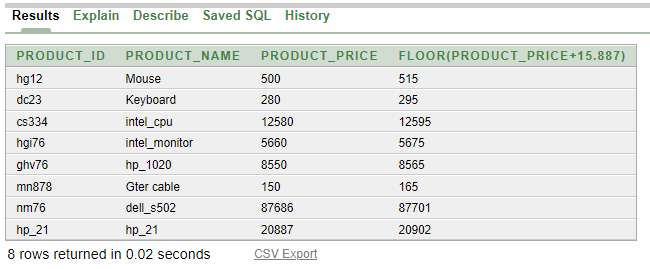 Results Explain Describe Saved SQL History
PRODUCT_ID PRODUCT_NAME PRODUCT_PRICE FLOOR(PRODUCT_PRICE+15.887)
hg12 Mouse 500 515
dc23 Keyboard 280 295
cs334 intel_cpu 12580 12595
hgi76 intel_monitor 5660 5675
ghv76 hp_1020 8550 8565
mn878 Gter cable 150 165
nm76 dell_s502 87686 87701
hp_21 hp_21 20887 20902
8 rows returned in 0.02 seconds CSV Export